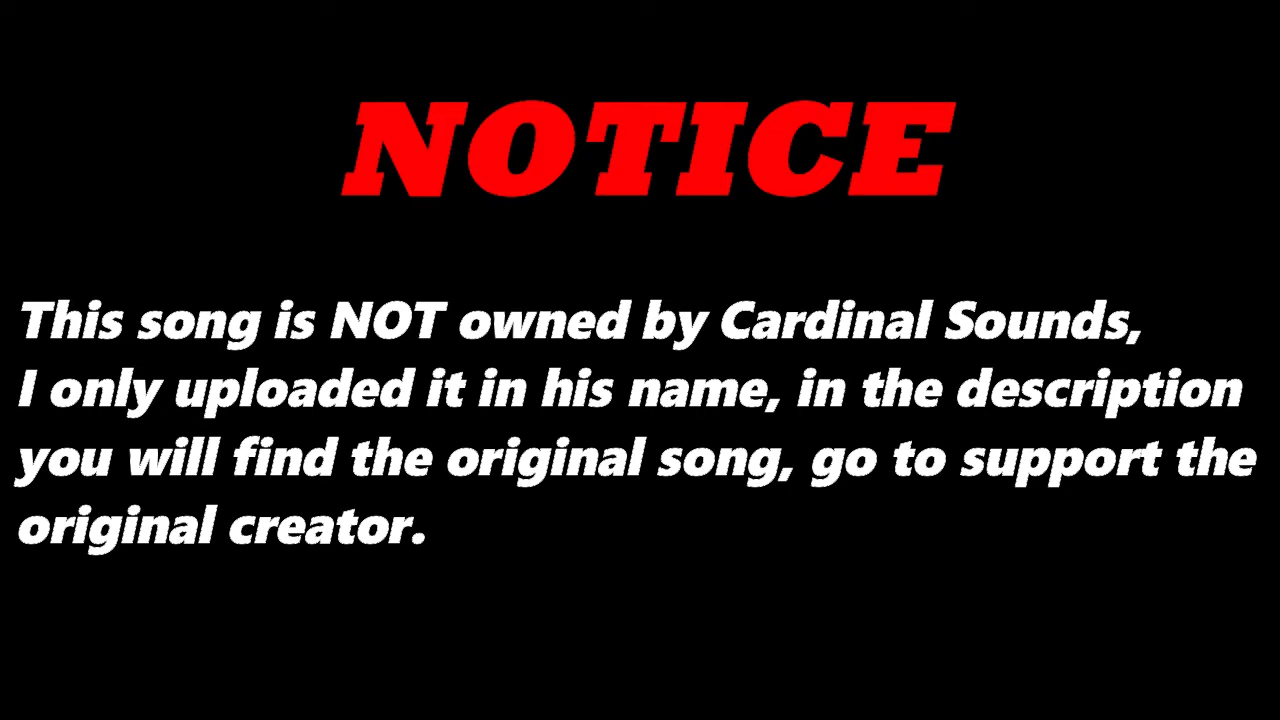 NOTICE
This song is NOT owned by Cardinal Sounds,
I only uploaded it in his name, in the description
you will find the original song, go to support the
original creator.